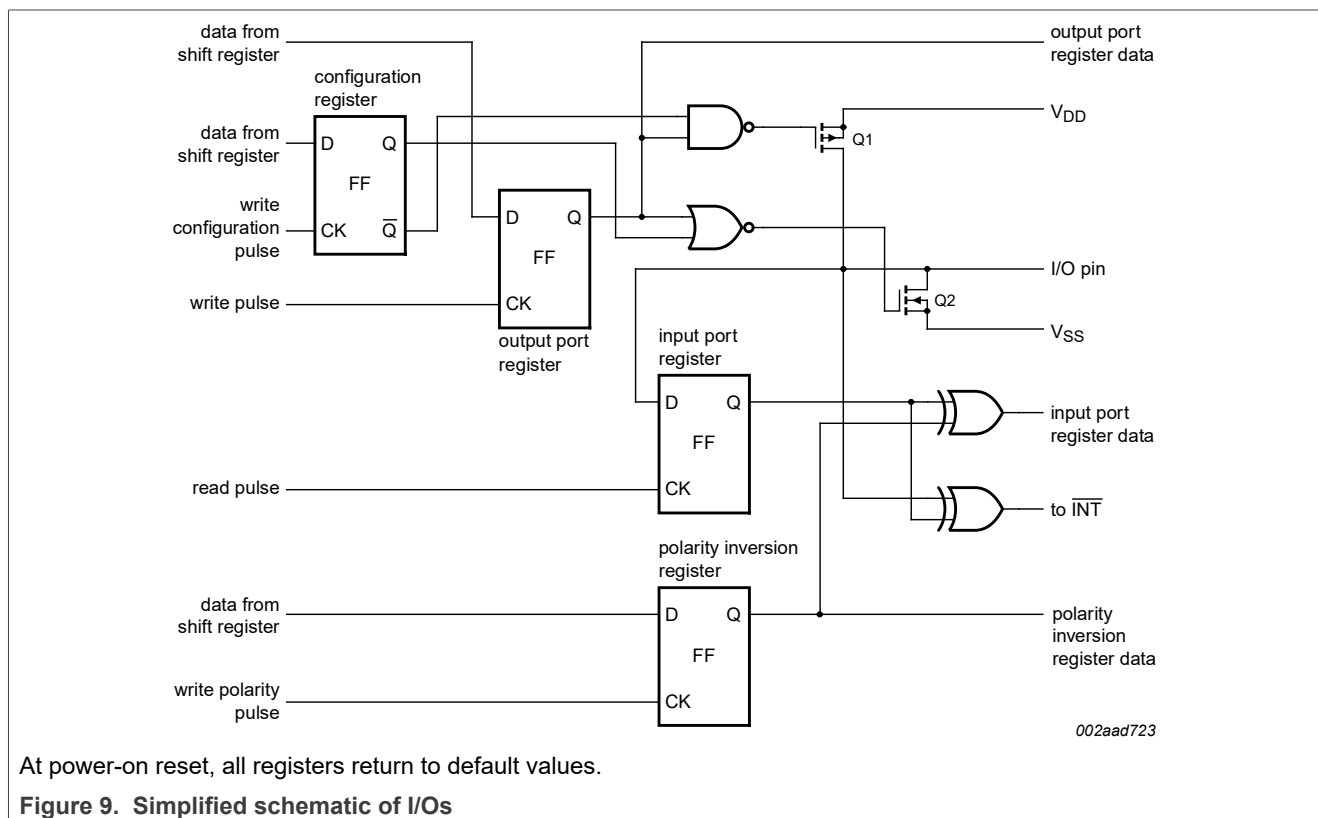 data from
shift register
output port
register data
configuration
register
V_DD
Q1
data from
shift register
D
Q
FF
write
configuration
pulse
CK
Q̅
D
Q
FF
I/O pin
Q2
write pulse
CK
output port
register
input port
register
V_SS
D
Q
input port
register data
FF
read pulse
CK
to I̅N̅T̅
polarity inversion
register
data from
shift register
D
Q
polarity
inversion
register data
FF
write polarity
pulse
CK
002aad723
At power-on reset, all registers return to default values.
Figure 9. Simplified schematic of I/Os